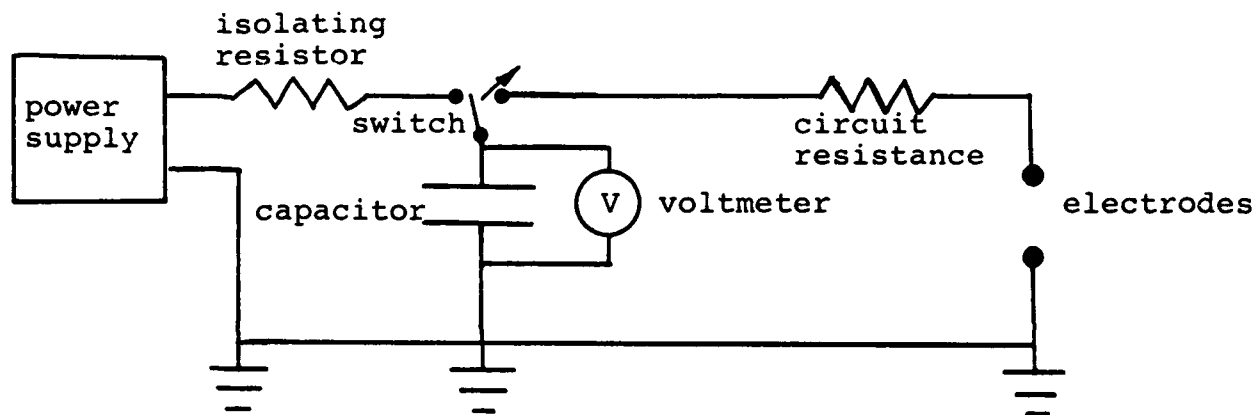 isolating
resistor
power
supply
switch
circuit
resistance
capacitor
V
voltmeter
electrodes